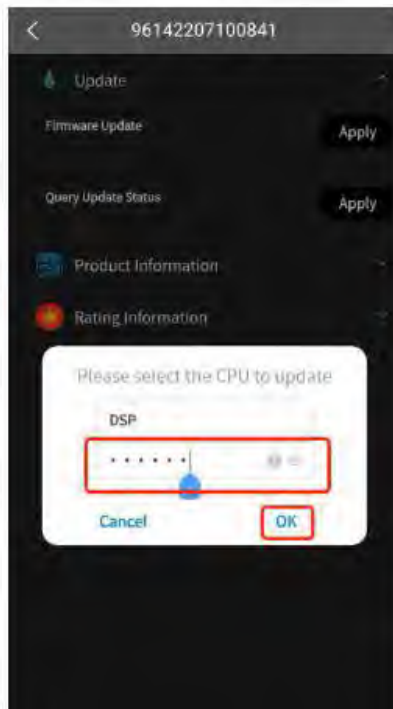 96142207100841
Update
Firmware Update
Apply
Query Update Status
Apply
Product Information
Rating Information
Please select the CPU to update
DSP
••••••
Cancel
OK